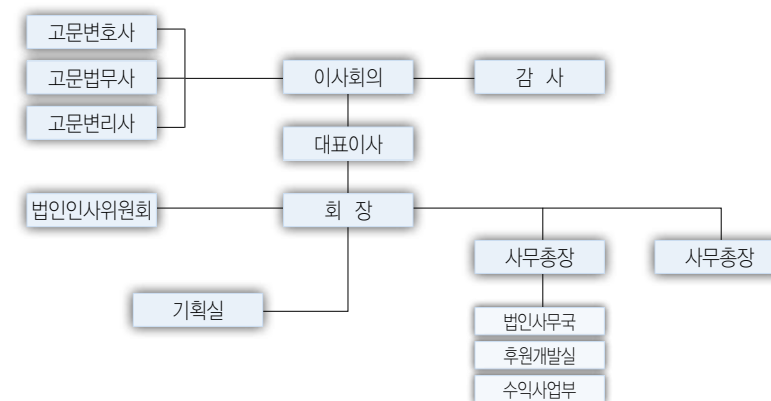 고문변호사
고문법무사
이사회의
감 사
고문변리사
대표이사
법인인사위원회
회 장
사무총장
사무총장
기획실
법인사무국
후원개발실
수익사업부